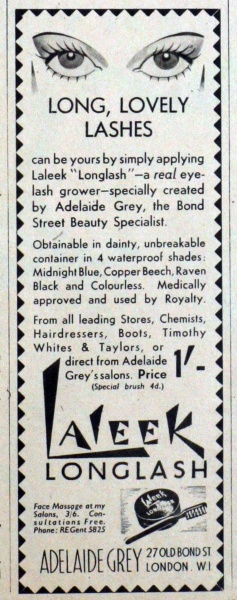 LONG, LOVELY
LASHES
can be yours by simply applying
Laleek "Longlash"—a real eye-
lash grower—specially created
by Adelaide Grey, the Bond
Street Beauty Specialist.
Obtainable in dainty, unbreakable
container in 4 waterproof shades:
Midnight Blue, Copper Beech, Raven
Black and Colourless. Medically
approved and used by Royalty.
From all leading Stores, Chemists,
Hairdressers, Boots, Timothy
Whites & Taylors, or
direct from Adelaide
Grey's salons. Price 1'-
(Special brush 4d.)
LALEEK
LONGLASH
Face Massage at my
Salons, 3/6. Con-
sultations Free.
Phone: REGent 5825
Laleek
LONGLASH
ADELAIDE GREY 27 OLD BOND ST
LONDON. W.I.